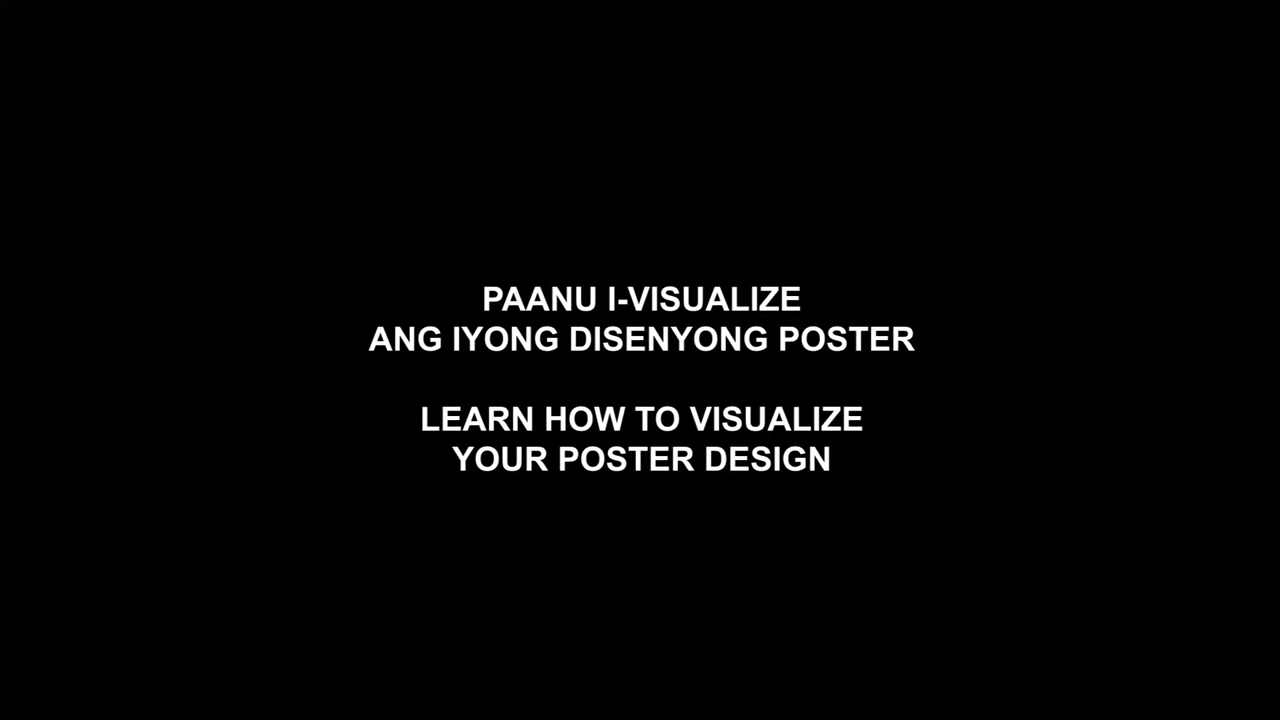 PAANU I-VISUALIZE
ANG IYONG DISENYONG POSTER
LEARN HOW TO VISUALIZE
YOUR POSTER DESIGN